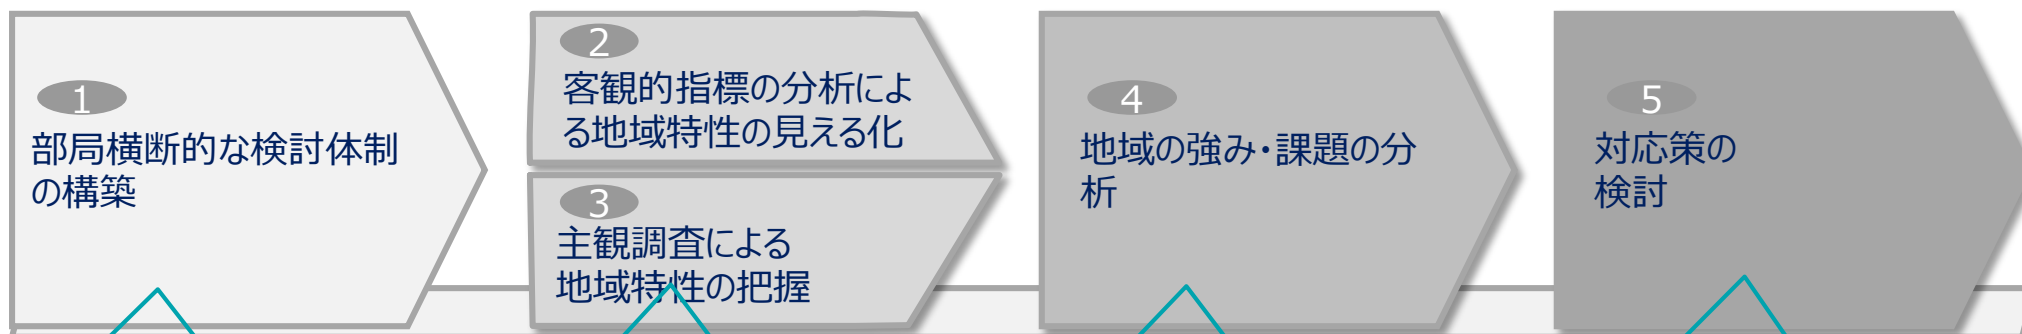 1
部局横断的な検討体制
の構築
2
客観的指標の分析によ
る地域特性の見える化
3
主観調査による
地域特性の把握
4
地域の強み・課題の分
析
5
対応策の
検討